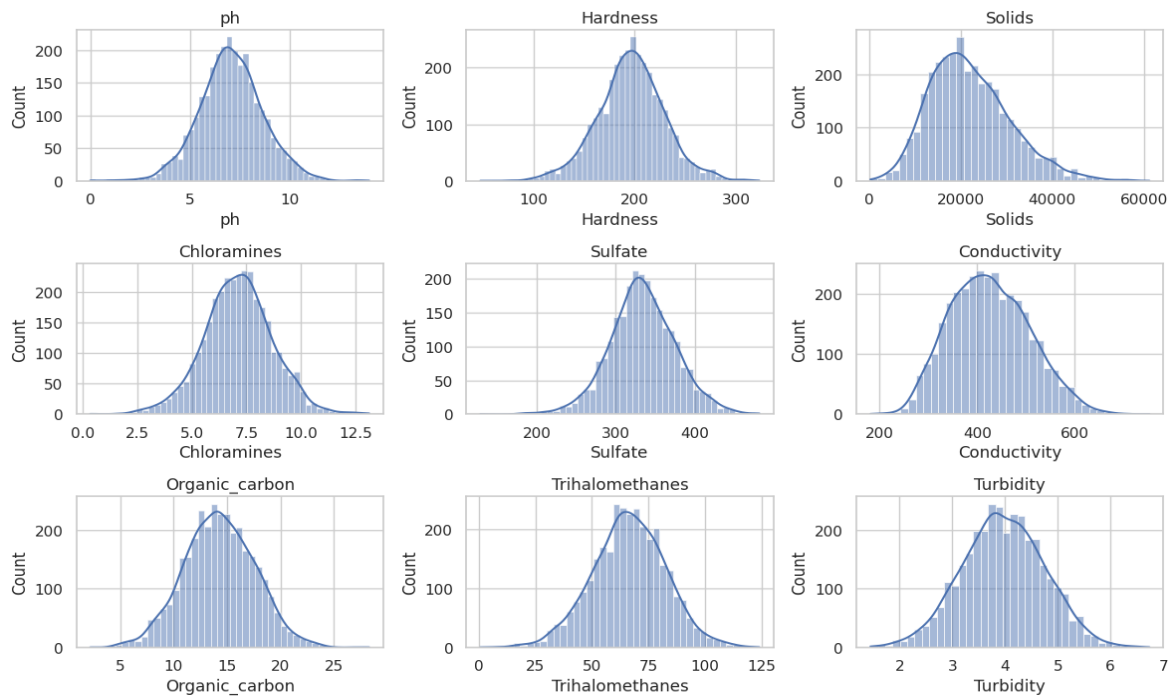 ph
Hardness
Solids
Count
200
150
100
50
0
0
5
10
ph
Count
200
100
0
100
200
300
Hardness
Count
200
100
0
0
20000
40000
60000
Solids
Chloramines
Sulfate
Conductivity
Count
200
150
100
50
0
0.0
2.5
5.0
7.5
10.0
12.5
Chloramines
Count
200
150
100
50
0
200
300
400
Sulfate
Count
200
100
0
200
400
600
Conductivity
Organic_carbon
Trihalomethanes
Turbidity
Count
200
100
0
5
10
15
20
25
Organic_carbon
Count
200
100
0
0
25
50
75
100
125
Trihalomethanes
Count
200
100
0
2
3
4
5
6
7
Turbidity